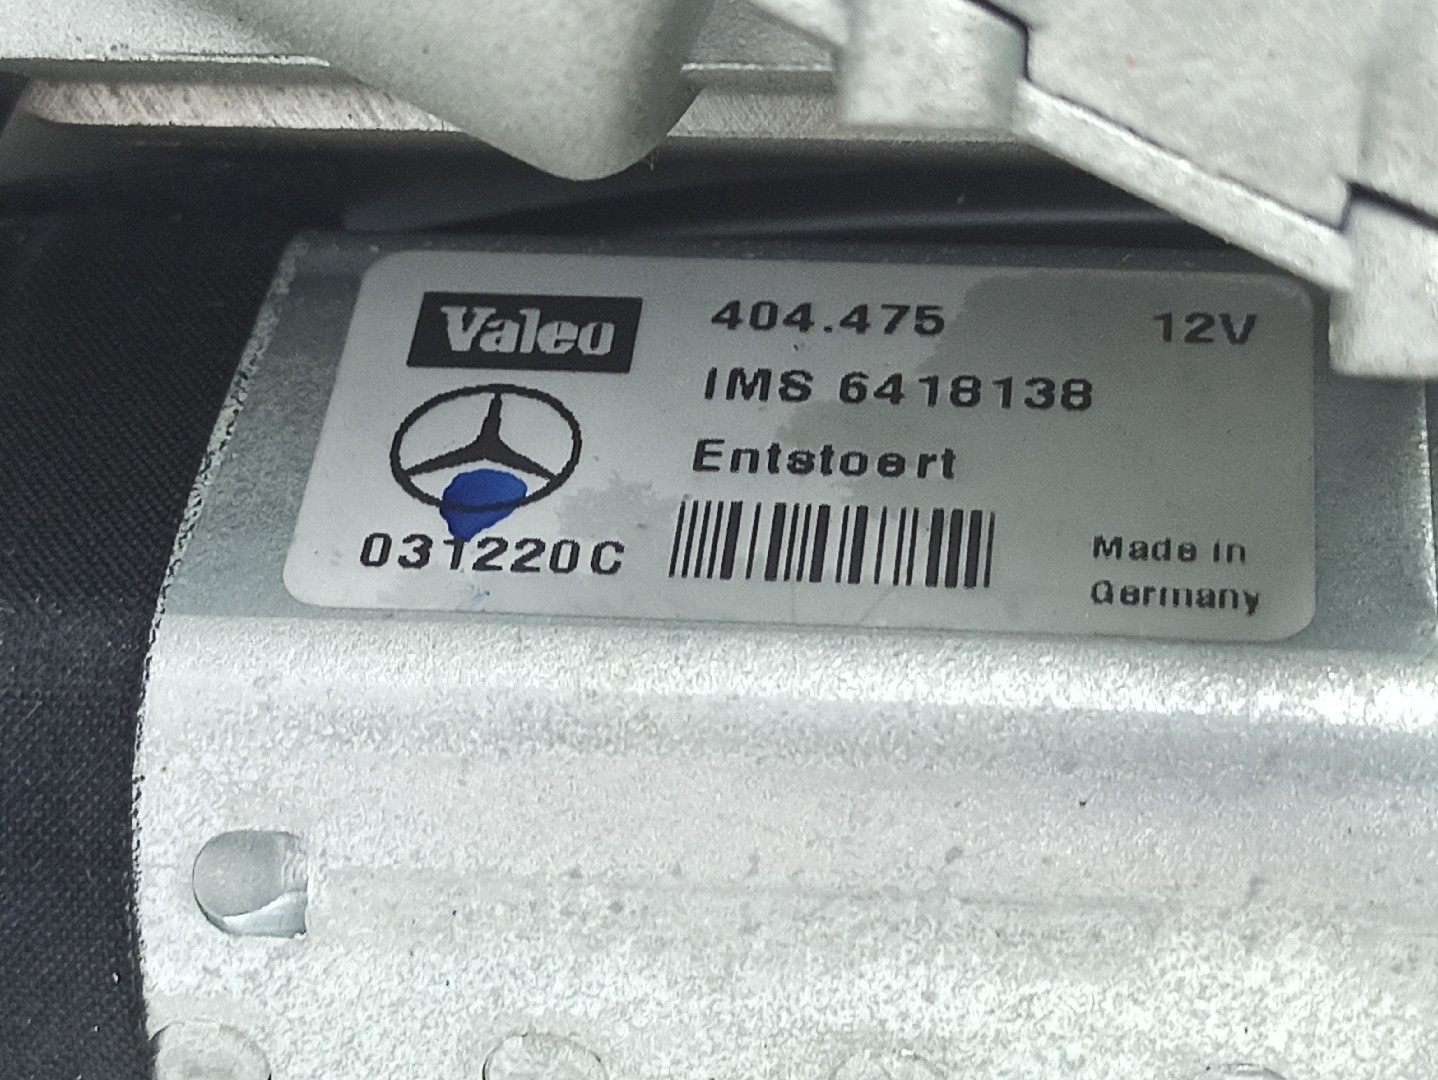 Valeo
404.475
12V
IMS 6418138
Entstoert
031220C
Made in
Germany